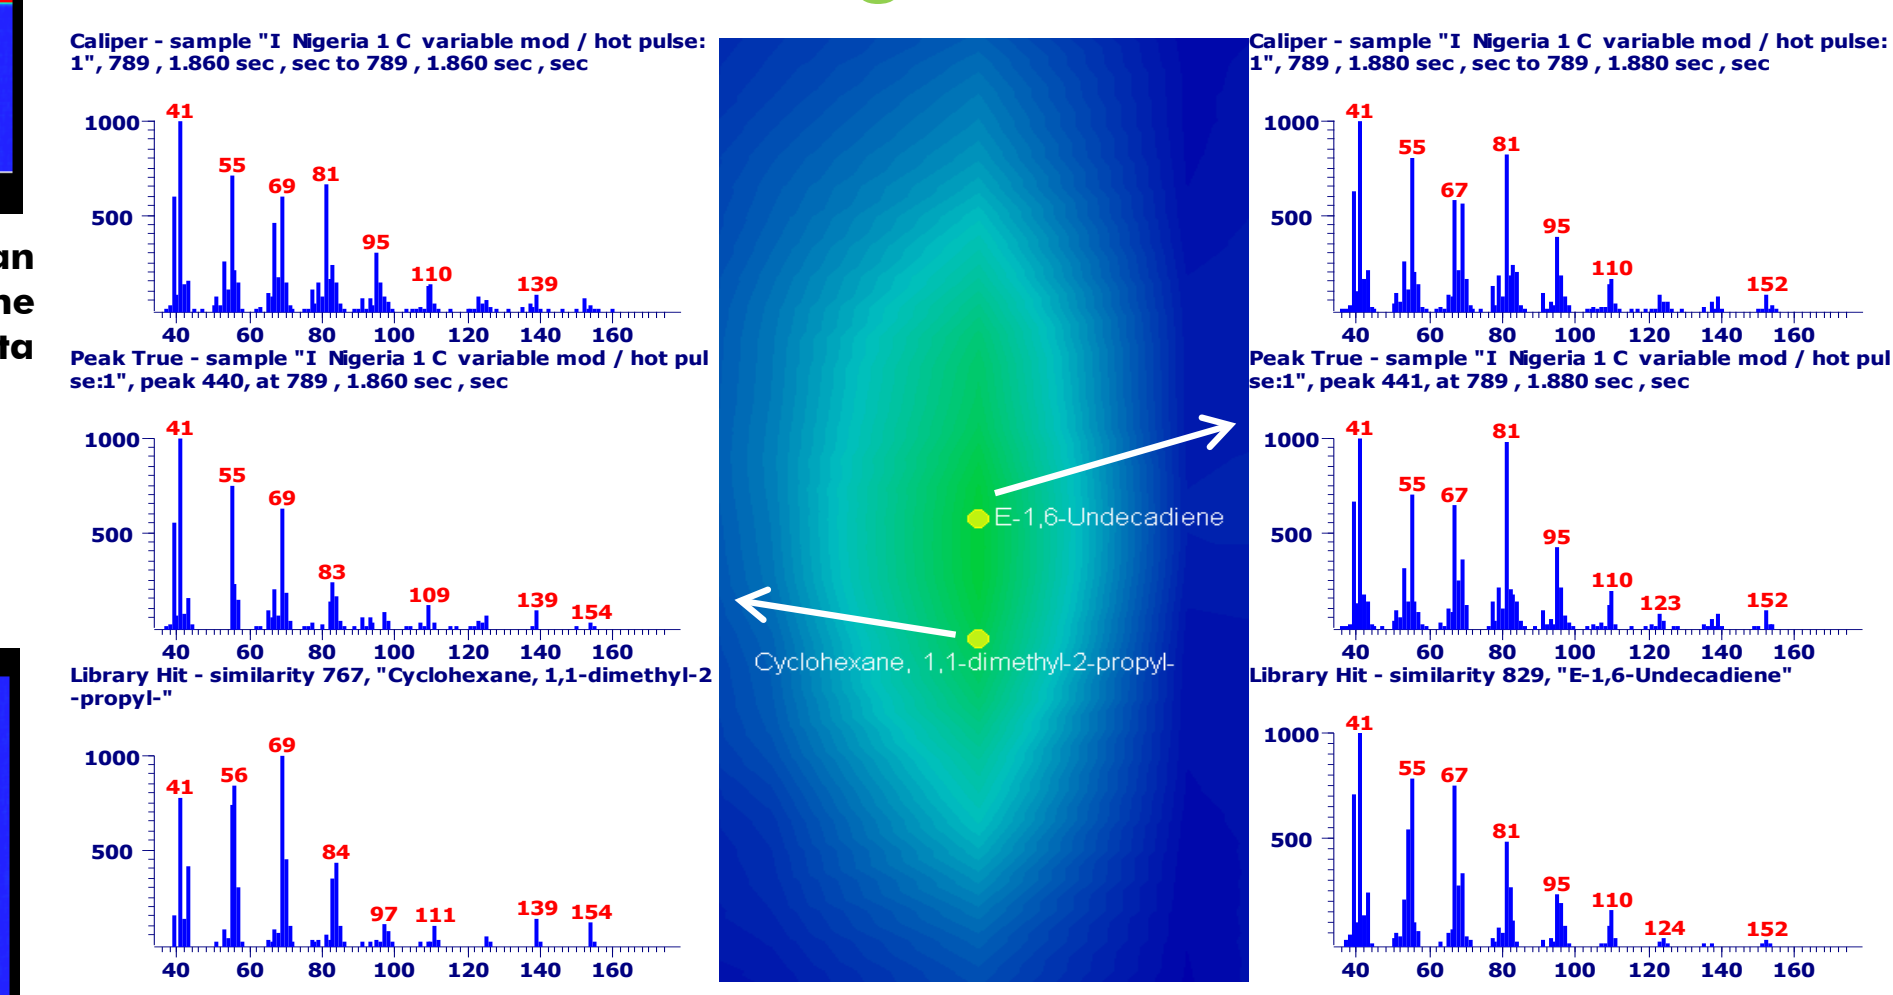 an
ne
ta
Caliper - sample "I Nigeria 1 C variable mod / hot pulse:
1", 789 , 1.860 sec , sec to 789 , 1.860 sec , sec
1000
500
41
55
69
81
95
110
139
40 60 80 100 120 140 160
Peak True - sample "I Nigeria 1 C variable mod / hot pul
se:1", peak 440, at 789 , 1.860 sec , sec
1000
500
41
55
69
83
109
139
154
40 60 80 100 120 140 160
Library Hit - similarity 767, "Cyclohexane, 1,1-dimethyl-2
-propyl-"
1000
500
41
56
69
84
97
111
139
154
40 60 80 100 120 140 160
E-1,6-Undecadiene
Cyclohexane, 1,1-dimethyl-2-propyl-
Caliper - sample "I Nigeria 1 C variable mod / hot pulse:
1", 789 , 1.880 sec , sec to 789 , 1.880 sec , sec
1000
500
41
55
67
81
95
110
152
40 60 80 100 120 140 160
Peak True - sample "I Nigeria 1 C variable mod / hot pul
se:1", peak 441, at 789 , 1.880 sec , sec
1000
500
41
55
67
81
95
110
123
152
40 60 80 100 120 140 160
Library Hit - similarity 829, "E-1,6-Undecadiene"
1000
500
41
55
67
81
95
110
124
152
40 60 80 100 120 140 160